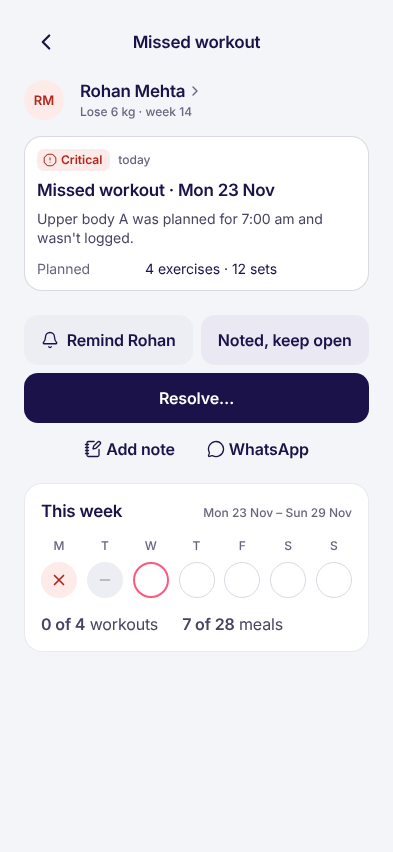 Missed workout
RM
Rohan Mehta
Lose 6 kg · week 14
Critical today
Missed workout · Mon 23 Nov
Upper body A was planned for 7:00 am and
wasn't logged.
Planned 4 exercises · 12 sets
Remind Rohan
Noted, keep open
Resolve...
Add note
WhatsApp
This week
Mon 23 Nov – Sun 29 Nov
M T W T F S S
0 of 4 workouts 7 of 28 meals